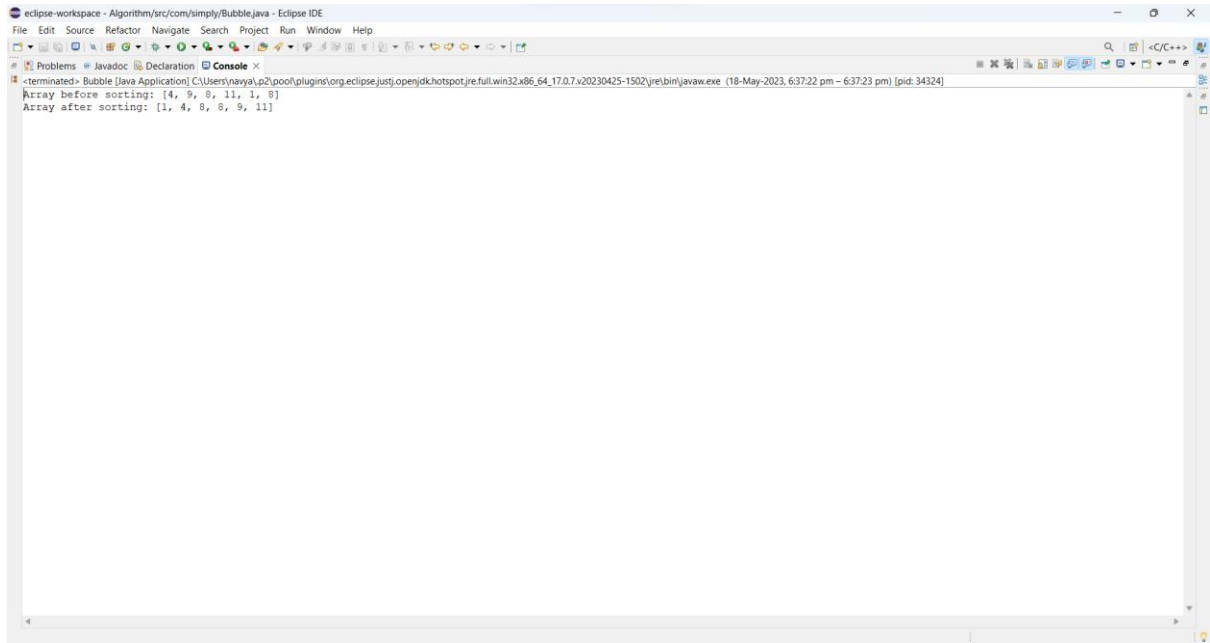 eclipse-workspace - Algorithm/src/com/simply/Bubble.java - Eclipse IDE
File Edit Source Refactor Navigate Search Project Run Window Help
<C/C++>
Problems Javadoc Declaration Console
<terminated> Bubble [Java Application] C:\Users\navya\.p2\pool\plugins\org.eclipse.justj.openjdk.hotspot.jre.full.win32.x86_64_17.0.7.v20230425-1502\jre\bin\javaw.exe (18-May-2023, 6:37:22 pm – 6:37:23 pm) [pid: 34324]
Array before sorting: [4, 9, 8, 11, 1, 8]
Array after sorting: [1, 4, 8, 8, 9, 11]